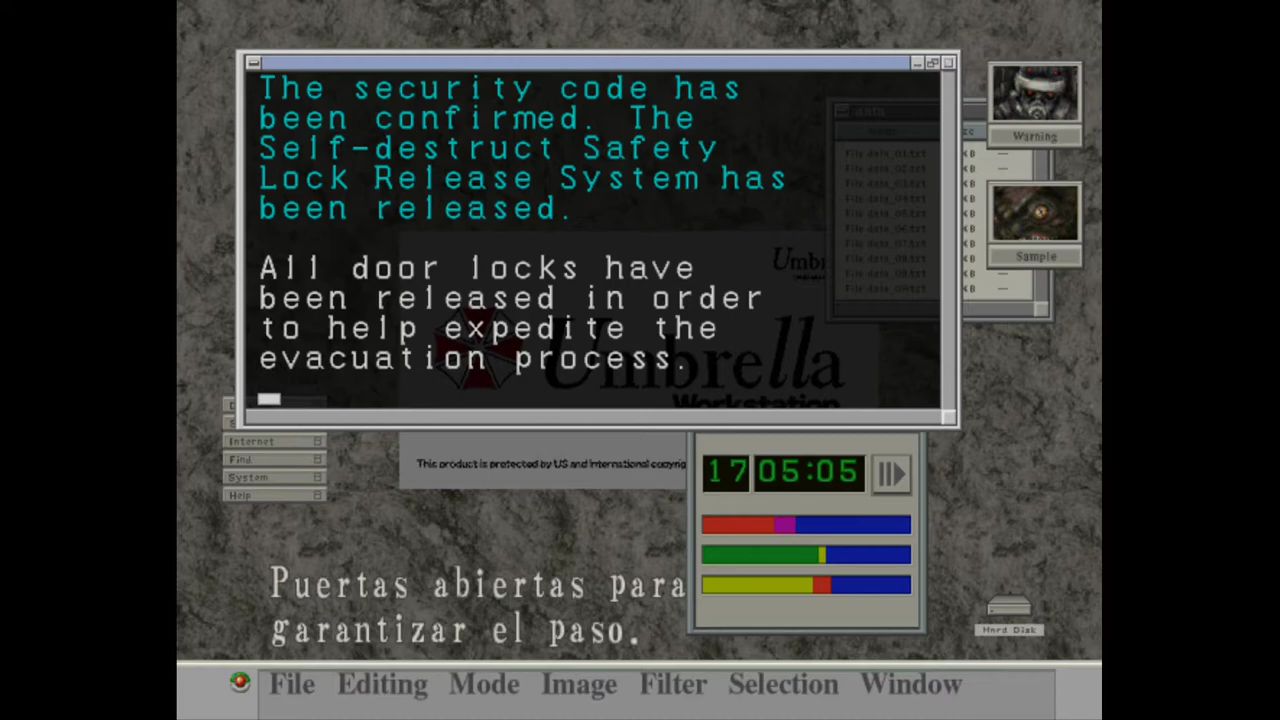 The security code has
been confirmed. The
Self-destruct Safety
Lock Release System has
been released.
All door locks have
been released in order
to help expedite the
evacuation process.
Warning
Sample
Umbrella
Workstation
This product is protected by US and international
Internet
Find
System
Help
17 05:05
Puertas abiertas para
garantizar el paso.
Hard Disk
File Editing Mode Image Filter Selection Window